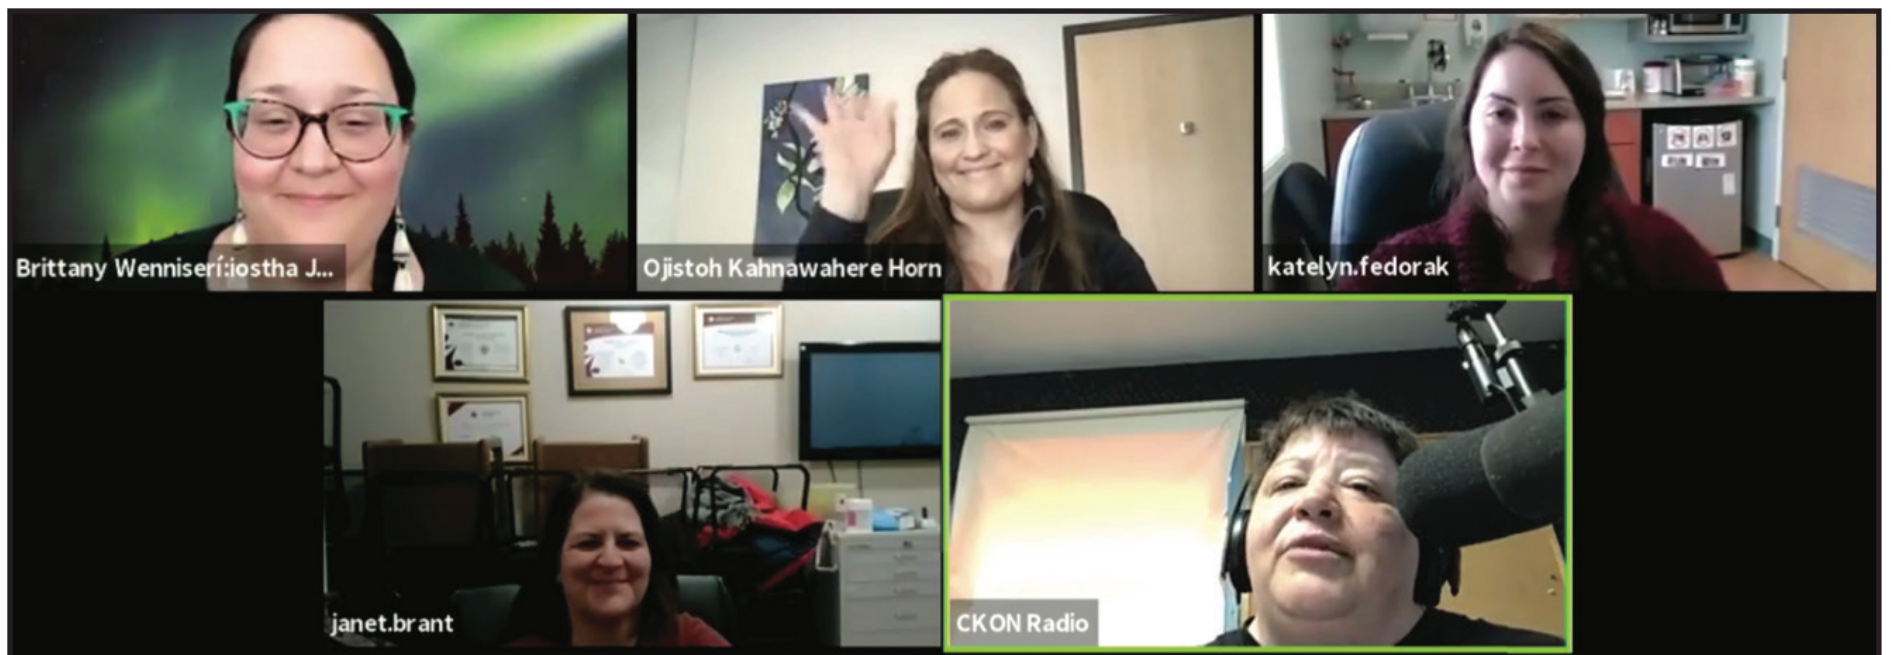 Brittany Wenniserí:iostha J...
Ojistoh Kahnawahere Horn
katelyn.fedorak
janet.brant
CKON Radio